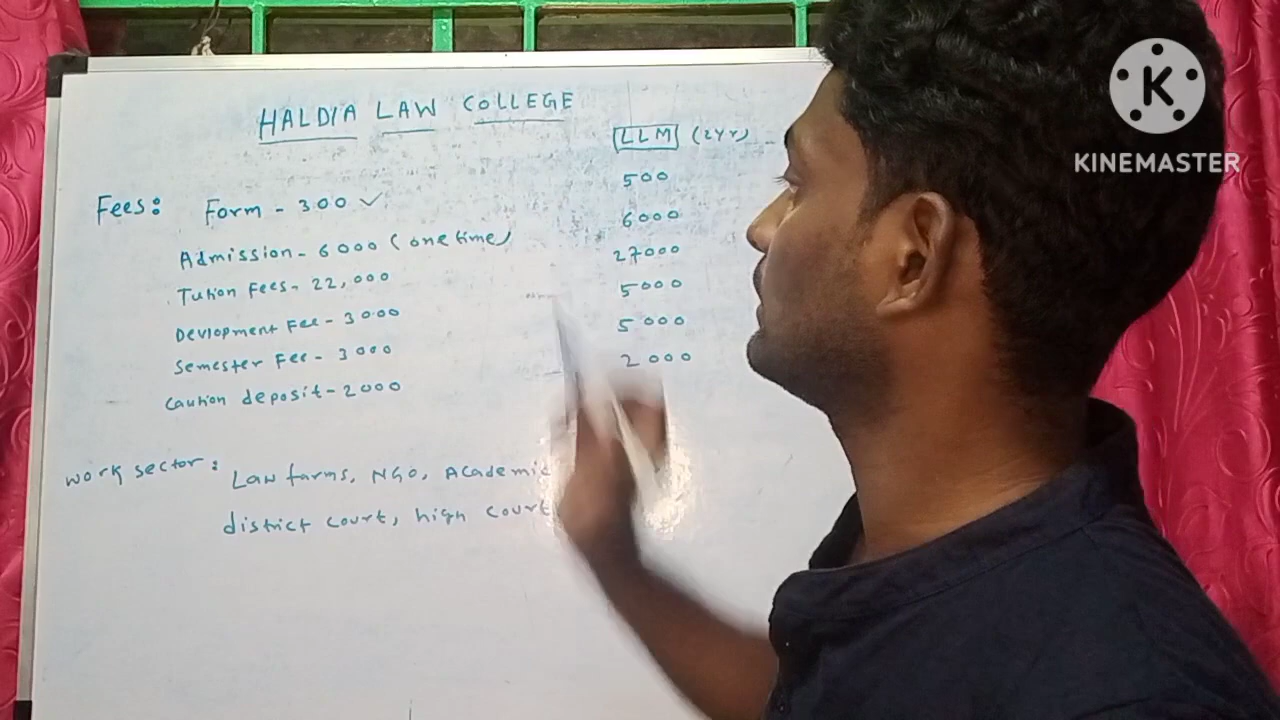 HALDIA LAW COLLEGE
LLM (2yr)
Fees: Form - 300 ✓
500
Admission - 6000 (one time)
6000
Tution Fees - 22,000
27000
Devlopment Fee - 3000
5000
Semester Fee - 3000
5000
Caution deposit - 2000
2000
Work sector: Law farms, NGO, Academic
district court, high court
K
KINEMASTER